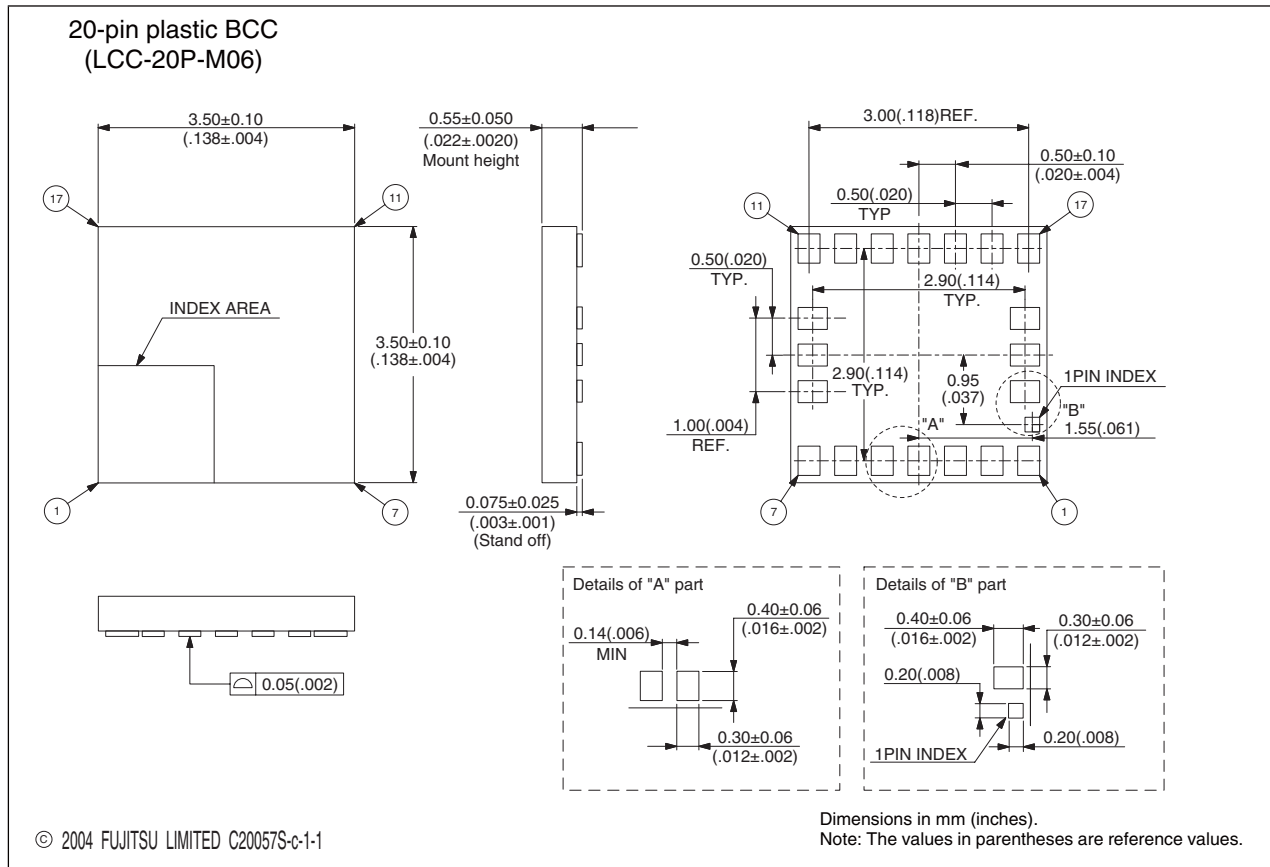 20-pin plastic BCC
(LCC-20P-M06)
3.50±0.10
(.138±.004)
0.55±0.050
(.022±.0020)
Mount height
3.00(.118)REF.
0.50±0.10
(.020±.004)
0.50(.020)
TYP
17
11
11
17
INDEX AREA
3.50±0.10
(.138±.004)
0.50(.020)
TYP.
2.90(.114)
TYP.
2.90(.114)
TYP.
0.95
(.037)
1PIN INDEX
"B"
"A"
1.55(.061)
1.00(.004)
REF.
1
7
0.075±0.025
(.003±.001)
(Stand off)
7
1
0.05(.002)
Details of "A" part
0.14(.006)
MIN
0.40±0.06
(.016±.002)
0.30±0.06
(.012±.002)
Details of "B" part
0.40±0.06
(.016±.002)
0.30±0.06
(.012±.002)
0.20(.008)
1PIN INDEX
0.20(.008)
© 2004 FUJITSU LIMITED C20057S-c-1-1
Dimensions in mm (inches).
Note: The values in parentheses are reference values.